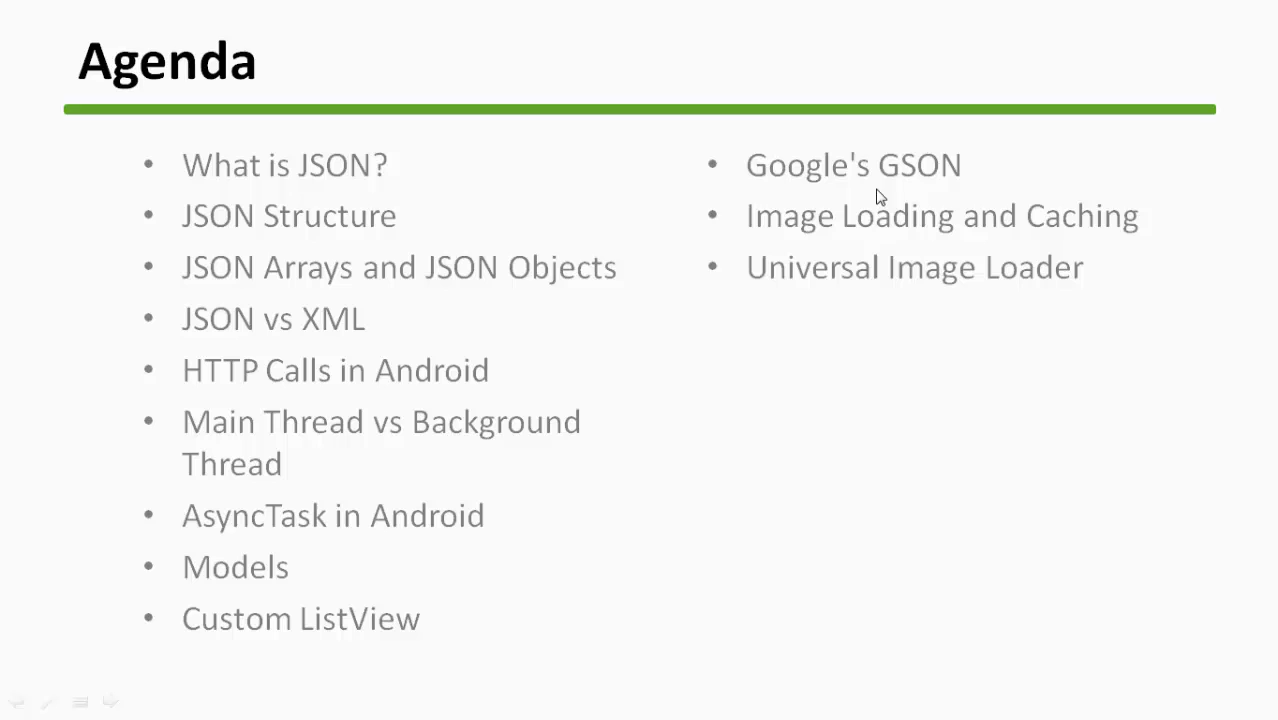 Agenda
• What is JSON?
• JSON Structure
• JSON Arrays and JSON Objects
• JSON vs XML
• HTTP Calls in Android
• Main Thread vs Background
Thread
• AsyncTask in Android
• Models
• Custom ListView
• Google's GSON
• Image Loading and Caching
• Universal Image Loader